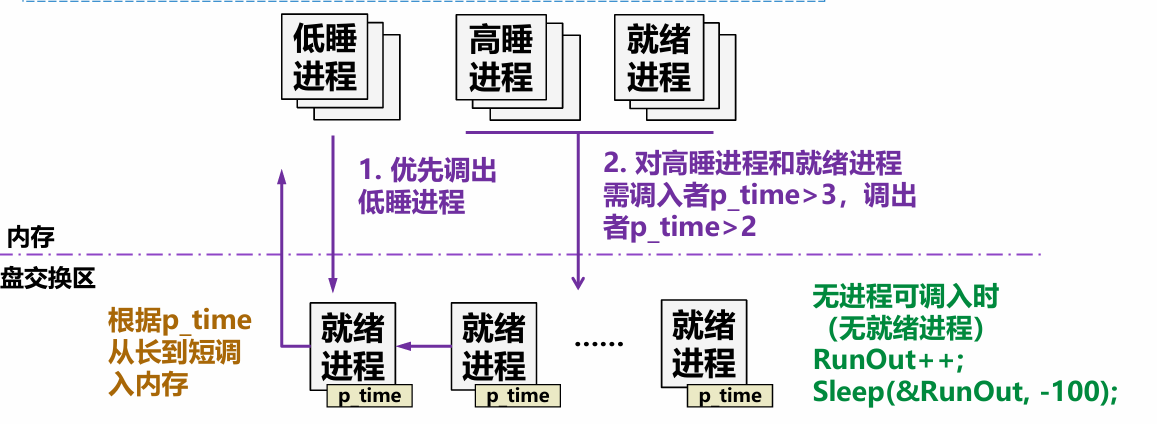 低睡
进程
高睡
进程
就绪
进程
1. 优先调出
低睡进程
2. 对高睡进程和就绪进程
需调入者p_time>3，调出
者p_time>2
内存
盘交换区
根据p_time
从长到短调
入内存
就绪
进程
p_time
就绪
进程
p_time
······
就绪
进程
p_time
无进程可调入时
（无就绪进程）
RunOut++;
Sleep(&RunOut, -100);